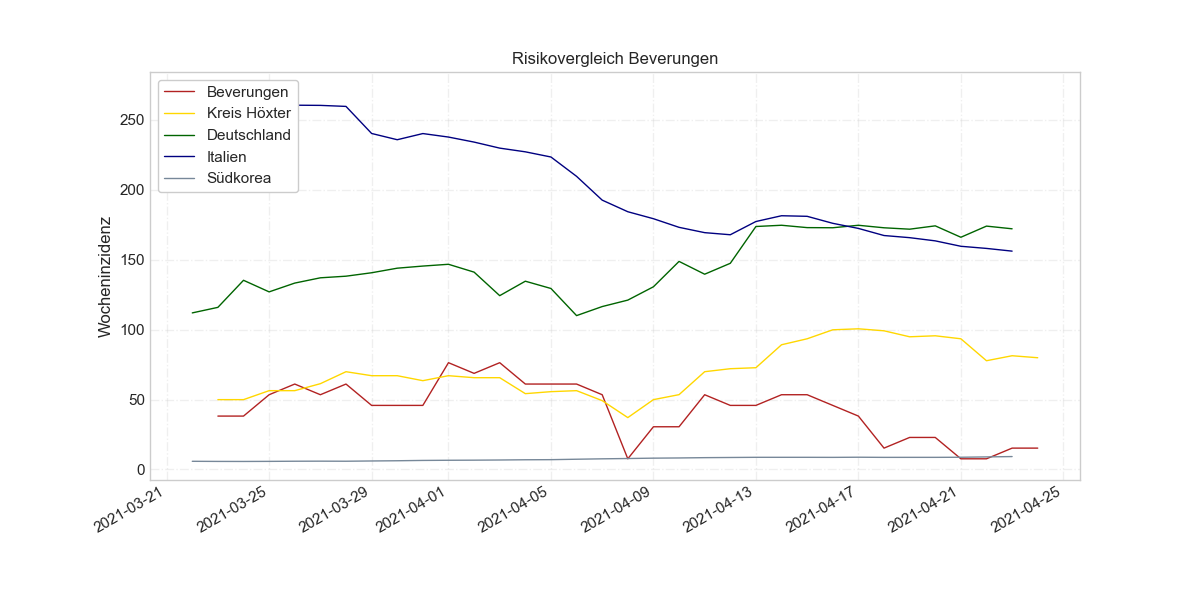 Risikovergleich Beverungen
Beverungen
Kreis Höxter
Deutschland
Italien
Südkorea
Wocheninzidenz
250
200
150
100
50
0
2021-03-21
2021-03-25
2021-03-29
2021-04-01
2021-04-05
2021-04-09
2021-04-13
2021-04-17
2021-04-21
2021-04-25